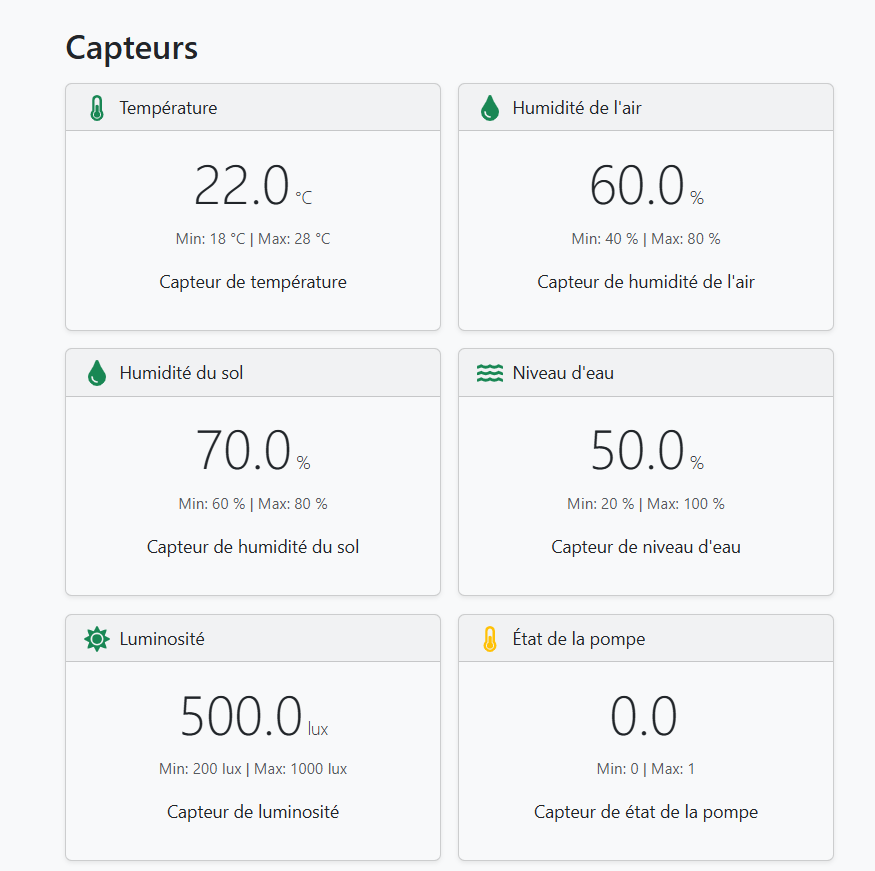 Capteurs
Température
22.0 °C
Min: 18 °C | Max: 28 °C
Capteur de température
Humidité de l'air
60.0 %
Min: 40 % | Max: 80 %
Capteur de humidité de l'air
Humidité du sol
70.0 %
Min: 60 % | Max: 80 %
Capteur de humidité du sol
Niveau d'eau
50.0 %
Min: 20 % | Max: 100 %
Capteur de niveau d'eau
Luminosité
500.0 lux
Min: 200 lux | Max: 1000 lux
Capteur de luminosité
État de la pompe
0.0
Min: 0 | Max: 1
Capteur de état de la pompe